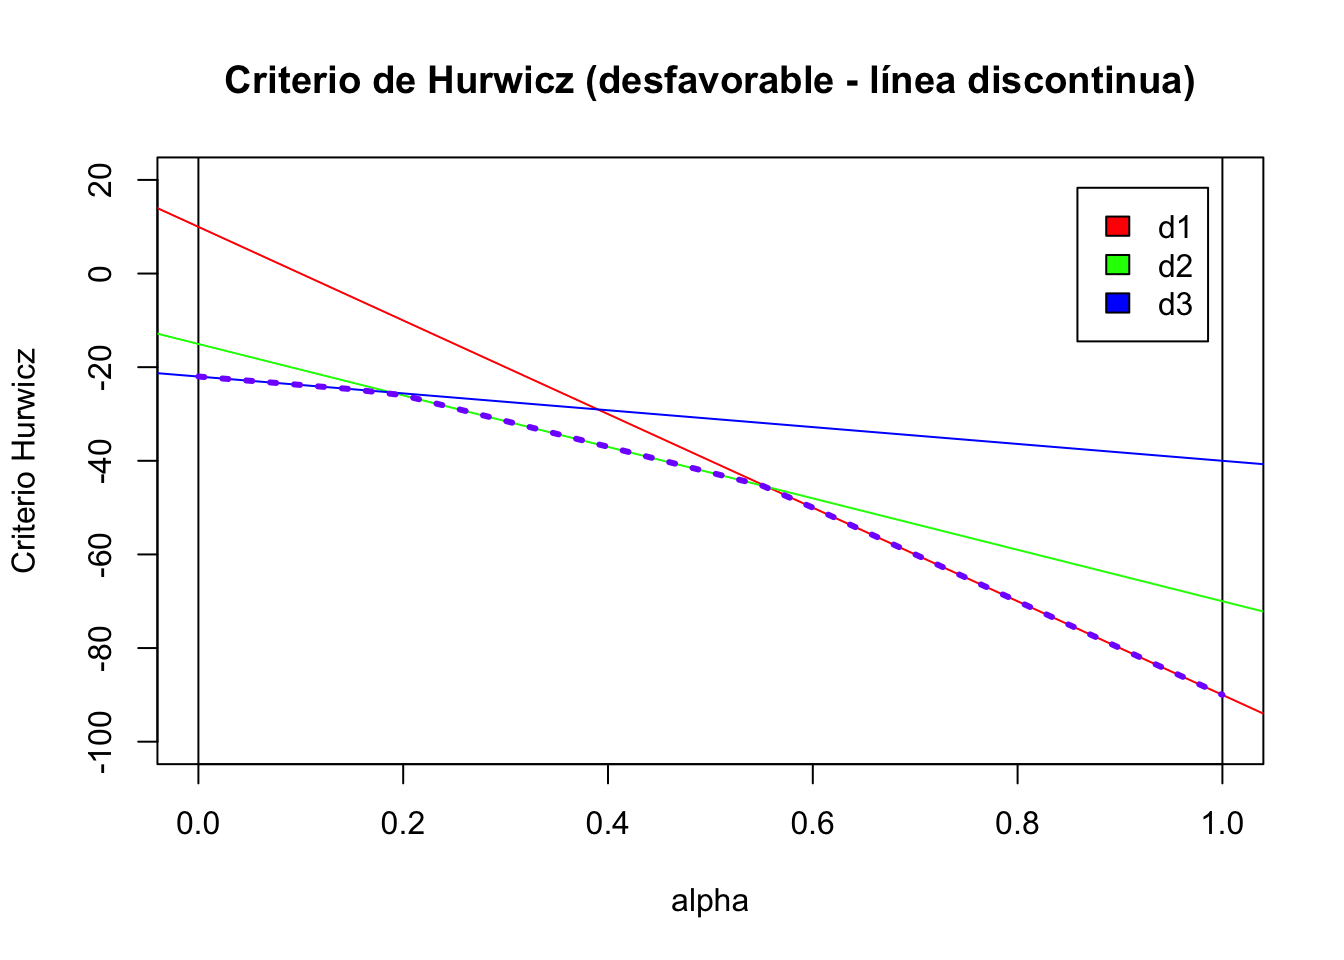 Criterio de Hurwicz (desfavorable - línea discontinua)
Criterio Hurwicz
20
0
-20
-40
-60
-80
-100
d1
d2
d3
0.0 0.2 0.4 0.6 0.8 1.0
alpha